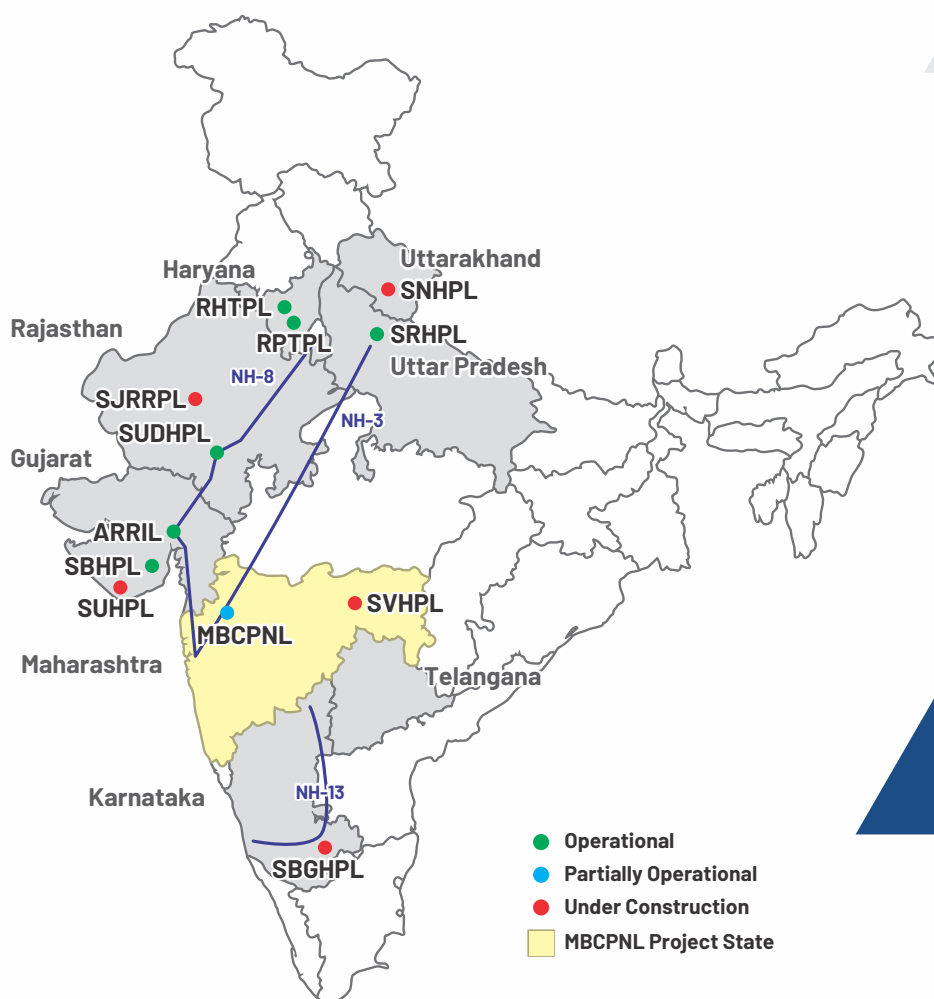 Uttarakhand
Haryana
SNHPL
RHTPL
Rajasthan
RPTPL
SRHPL
Uttar Pradesh
NH-8
SJRRPL
NH-3
SUDHPL
Gujarat
ARRIL
SBHPL
SUHPL
SVHPL
MBCPNL
Maharashtra
Telangana
NH-13
Karnataka
SBGHPL
Operational
Partially Operational
Under Construction
MBCPNL Project State